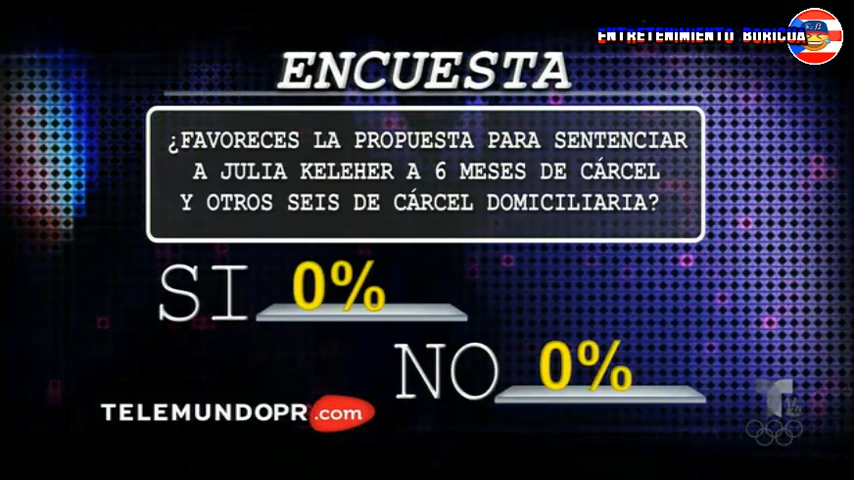 ENTRETENIMIENTO BORICUA
ENCUESTA
¿FAVORECES LA PROPUESTA PARA SENTENCIAR
A JULIA KELEHER A 6 MESES DE CÁRCEL
Y OTROS SEIS DE CÁRCEL DOMICILIARIA?
SI 0%
NO 0%
TELEMUNDOPR.com